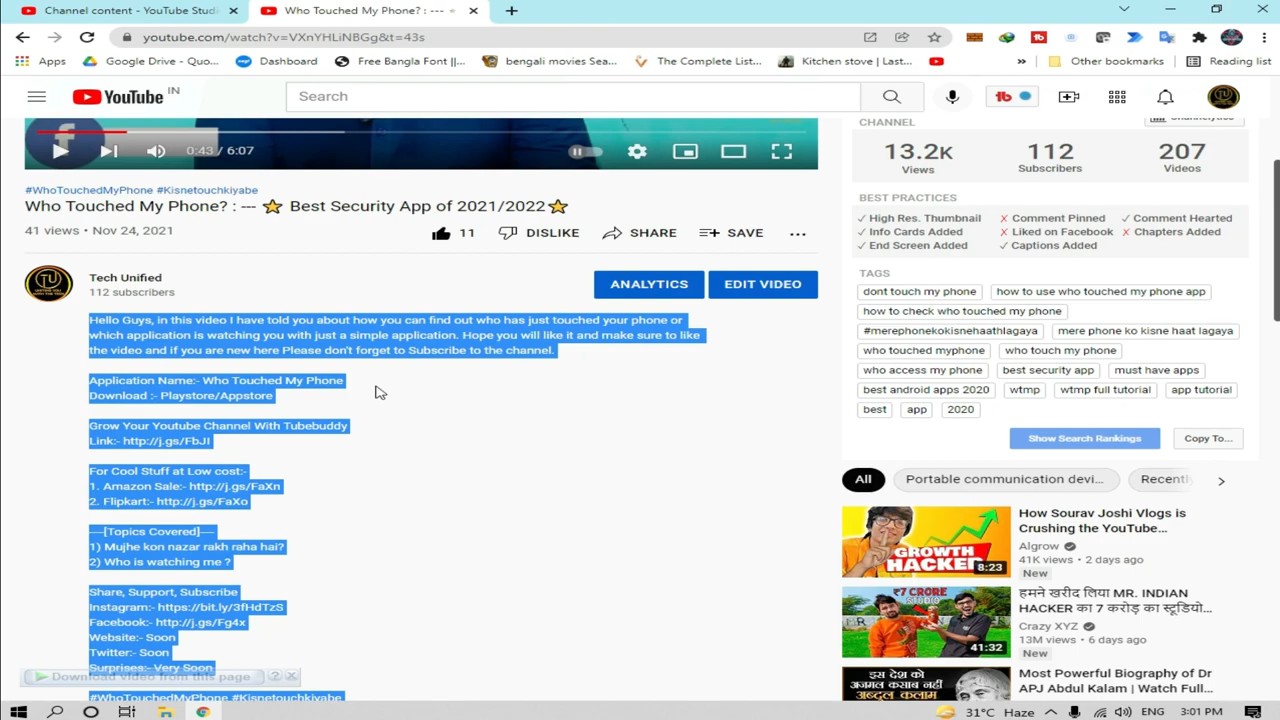 Channel content - YouTube Studi
Who Touched My Phone? : ---
youtube.com/watch?v=VXnYHLiNBGg&t=43s
Apps
Google Drive - Quo...
Dashboard
Free Bangla Font ||...
bengali movies Sea...
The Complete List...
Kitchen stove | Last...
»
Other bookmarks
Reading list
YouTube IN
Search
tb
0:43 / 6:07
#WhoTouchedMyPhone #Kisnetouchkiyabe
Who Touched My Phone? : --- ⭐ Best Security App of 2021/2022⭐
41 views • Nov 24, 2021
11
DISLIKE
SHARE
SAVE
...
TU
Tech Unified
112 subscribers
ANALYTICS
EDIT VIDEO
Hello Guys, in this video I have told you about how you can find out who has just touched your phone or
which application is watching you with just a simple application. Hope you will like it and make sure to like
the video and if you are new here Please don't forget to Subscribe to the channel.
Application Name:- Who Touched My Phone
Download :- Playstore/Appstore
Grow Your Youtube Channel With Tubebuddy
Link:- http://j.gs/FbJI
For Cool Stuff at Low cost:-
1. Amazon Sale:- http://j.gs/FaXn
2. Flipkart:- http://j.gs/FaXo
----[Topics Covered]----
1) Mujhe kon nazar rakh raha hai?
2) Who is watching me ?
Share, Support, Subscribe
Instagram:- https://bit.ly/3fHdTzS
Facebook:- http://j.gs/Fg4x
Website:- Soon
Twitter:- Soon
Surprises:- Very Soon
Download video from this page
? X
#WhoTouchedMyPhone #Kisnetouchkiyabe
Channelytics
CHANNEL
13.2K
Views
112
Subscribers
207
Videos
BEST PRACTICES
✓ High Res. Thumbnail
✗ Comment Pinned
✓ Comment Hearted
✓ Info Cards Added
✗ Liked on Facebook
✗ Chapters Added
✓ End Screen Added
✓ Captions Added
TAGS
dont touch my phone
how to use who touched my phone app
how to check who touched my phone
#merephonekokisnehaathlagaya
mere phone ko kisne haat lagaya
who touched myphone
who touch my phone
who access my phone
best security app
must have apps
best android apps 2020
wtmp
wtmp full tutorial
app tutorial
best
app
2020
Show Search Rankings
Copy To...
All
Portable communication devi...
Recently
GROWTH
HACKER
8:23
How Sourav Joshi Vlogs is
Crushing the YouTube...
Algrow
41K views • 2 days ago
New
₹7 CRORE
STUDIO
41:32
हमने खरीद लिया MR. INDIAN
HACKER का 7 करोड़ का स्टूडियो...
Crazy XYZ
13M views • 6 days ago
New
इस देश को
अजमल कसाब नहीं
अब्दुल कलाम
Most Powerful Biography of Dr
APJ Abdul Kalam | Watch Full...
31°C Haze
3:01 PM